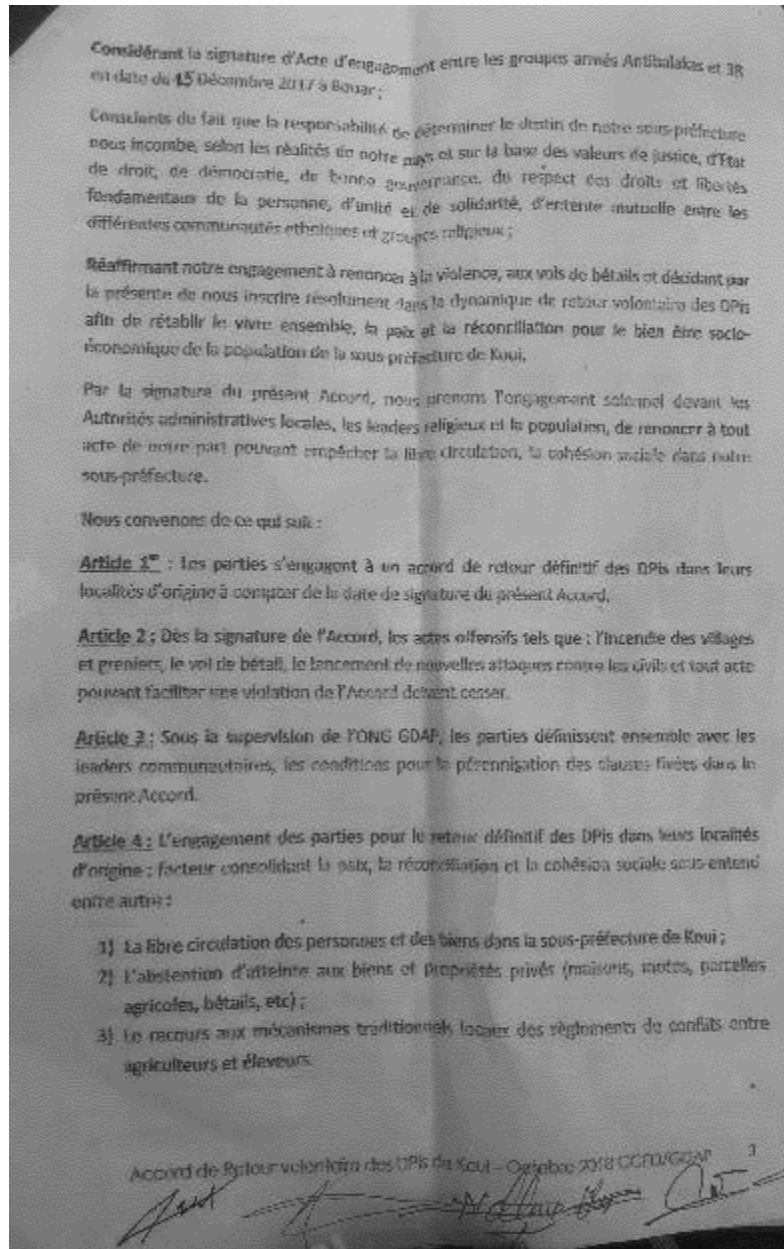 Considérant la signature d'Acte d'engagement entre les groupes armés Antibalakas et 3R
en date du 15 Décembre 2017 à Bouar ;
Conscients du fait que la responsabilité de déterminer le destin de notre sous-préfecture
nous incombe, selon les réalités de notre pays et sur la base des valeurs de justice, d'Etat
de droit, de démocratie, de bonne gouvernance, du respect des droits et libertés
fondamentaux de la personne, d'unité et de solidarité, d'entente mutuelle entre les
différentes communautés ethniques et groupes religieux ;
Réaffirmant notre engagement à renoncer à la violence, aux vols de bétails et décidant par
la présente de nous inscrire résolument dans la dynamique de retour volontaire des DPIs
afin de rétablir le vivre ensemble, la paix et la réconciliation pour le bien être socio-
économique de la population de la sous-préfecture de Koui.
Par la signature du présent Accord, nous prenons l'engagement solennel devant les
Autorités administratives locales, les leaders religieux et la population, de renoncer à tout
acte de notre part pouvant empêcher la libre circulation, la cohésion sociale dans notre
sous-préfecture.
Nous convenons de ce qui suit :
Article 1er : Les parties s'engagent à un accord de retour définitif des DPIs dans leurs
localités d'origine à compter de la date de signature du présent Accord.
Article 2 : Dès la signature de l'Accord, les actes offensifs tels que : l'incendie des villages
et greniers, le vol de bétail, le lancement de nouvelles attaques contre les civils et tout acte
pouvant faciliter une violation de l'Accord doivent cesser.
Article 3 : Sous la supervision de l'ONG GDAP, les parties définissent ensemble avec les
leaders communautaires, les conditions pour la pérennisation des clauses fixées dans le
présent Accord.
Article 4 : L'engagement des parties pour le retour définitif des DPIs dans leurs localités
d'origine ; facteur consolidant la paix, la réconciliation et la cohésion sociale sous-entend
entre autre :
1) La libre circulation des personnes et des biens dans la sous-préfecture de Koui ;
2) L'abstention d'atteinte aux biens et propriétés privés (maisons, motos, parcelles
agricoles, bétails, etc) ;
3) Le recours aux mécanismes traditionnels locaux des règlements de conflits entre
agriculteurs et éleveurs.
Accord de Retour volontaire des DPIs de Koui – Octobre 2018 /GDAP 3